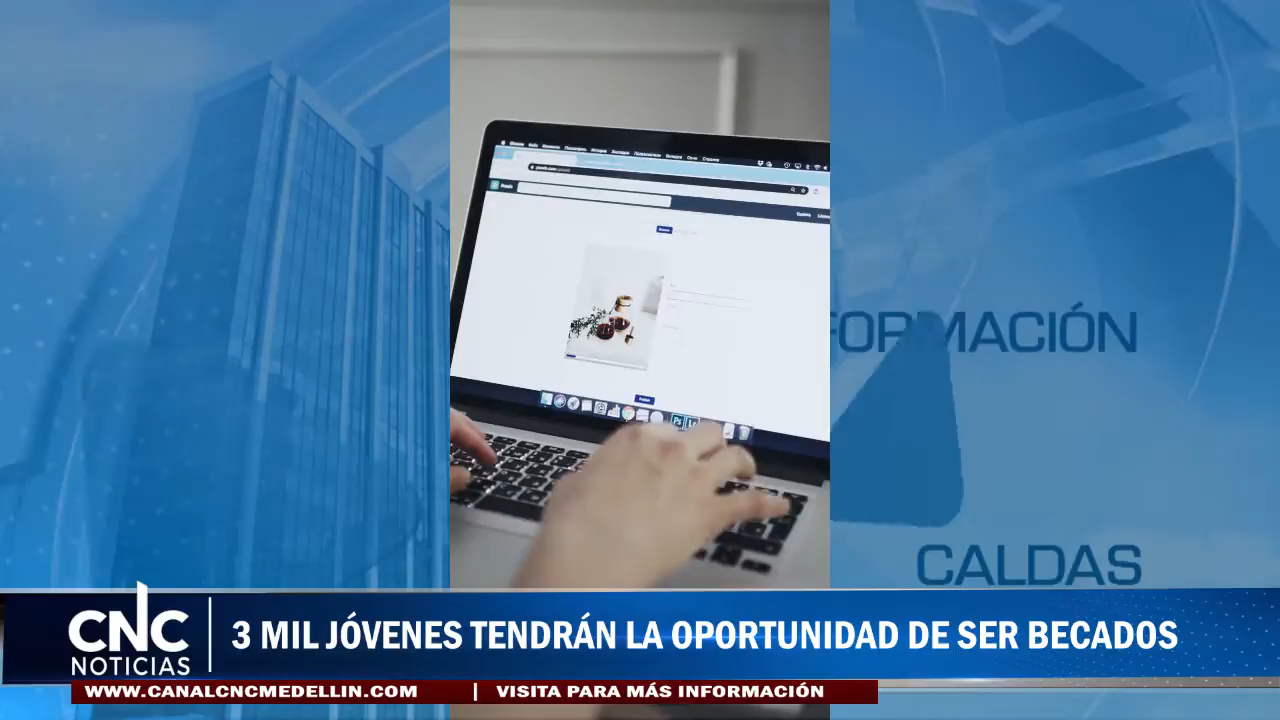 Ps
FORMACIÓN
CALDAS
CNC
NOTICIAS
3 MIL JÓVENES TENDRÁN LA OPORTUNIDAD DE SER BECADOS
WWW.CANALCNCMEDELLIN.COM | VISITA PARA MÁS INFORMACIÓN